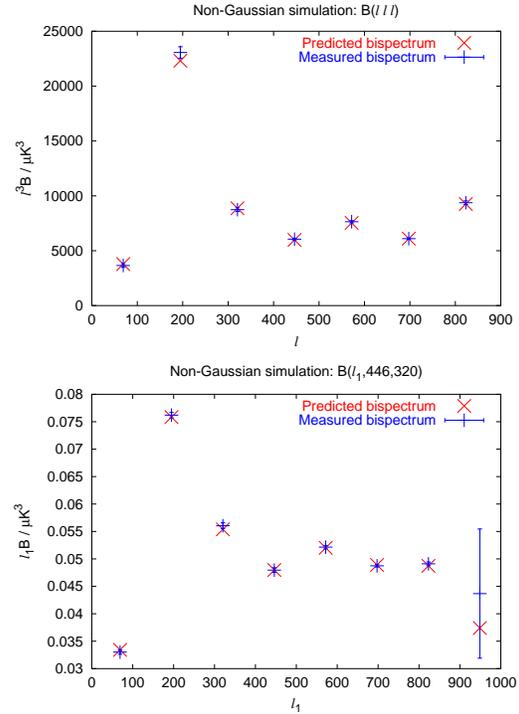 Non-Gaussian simulation: B(l l l)
25000
Predicted bispectrum
Measured bispectrum
20000
15000
l³B / μK³
10000
5000
0
0 100 200 300 400 500 600 700 800 900
l
Non-Gaussian simulation: B(l₁,446,320)
0.08
Predicted bispectrum
0.075
Measured bispectrum
0.07
0.065
0.06
l₁B / μK³
0.055
0.05
0.045
0.04
0.035
0.03
0 100 200 300 400 500 600 700 800 900 1000
l₁